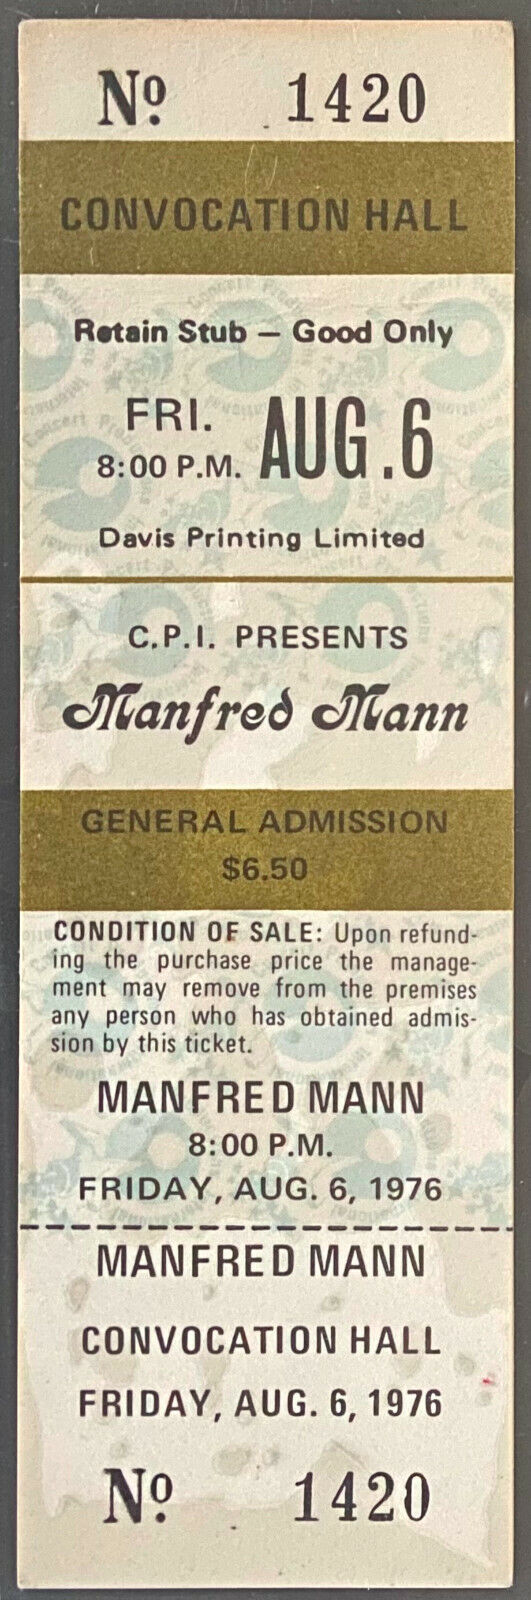 Nº. 1420
CONVOCATION HALL
Retain Stub — Good Only
FRI. AUG.6
8:00 P.M.
Davis Printing Limited
C.P.I. PRESENTS
Manfred Mann
GENERAL ADMISSION
$6.50
CONDITION OF SALE: Upon refund-
ing the purchase price the manage-
ment may remove from the premises
any person who has obtained admis-
sion by this ticket.
MANFRED MANN
8:00 P.M.
FRIDAY, AUG. 6, 1976
MANFRED MANN
CONVOCATION HALL
FRIDAY, AUG. 6, 1976
Nº. 1420